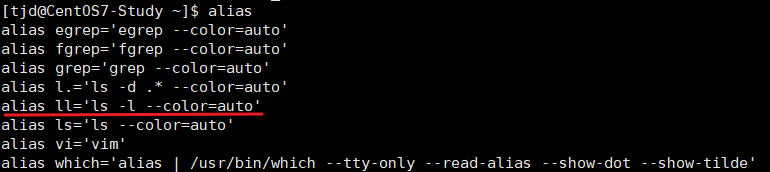 [tjd@CentOS7-Study ~]$ alias
alias egrep='egrep --color=auto'
alias fgrep='fgrep --color=auto'
alias grep='grep --color=auto'
alias l.='ls -d .* --color=auto'
alias ll='ls -l --color=auto'
alias ls='ls --color=auto'
alias vi='vim'
alias which='alias | /usr/bin/which --tty-only --read-alias --show-dot --show-tilde'